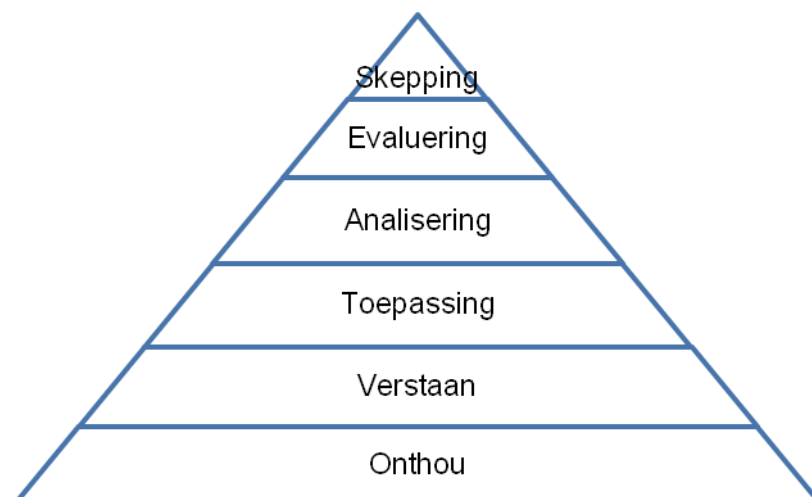 Skepping
Evaluering
Analisering
Toepassing
Verstaan
Onthou